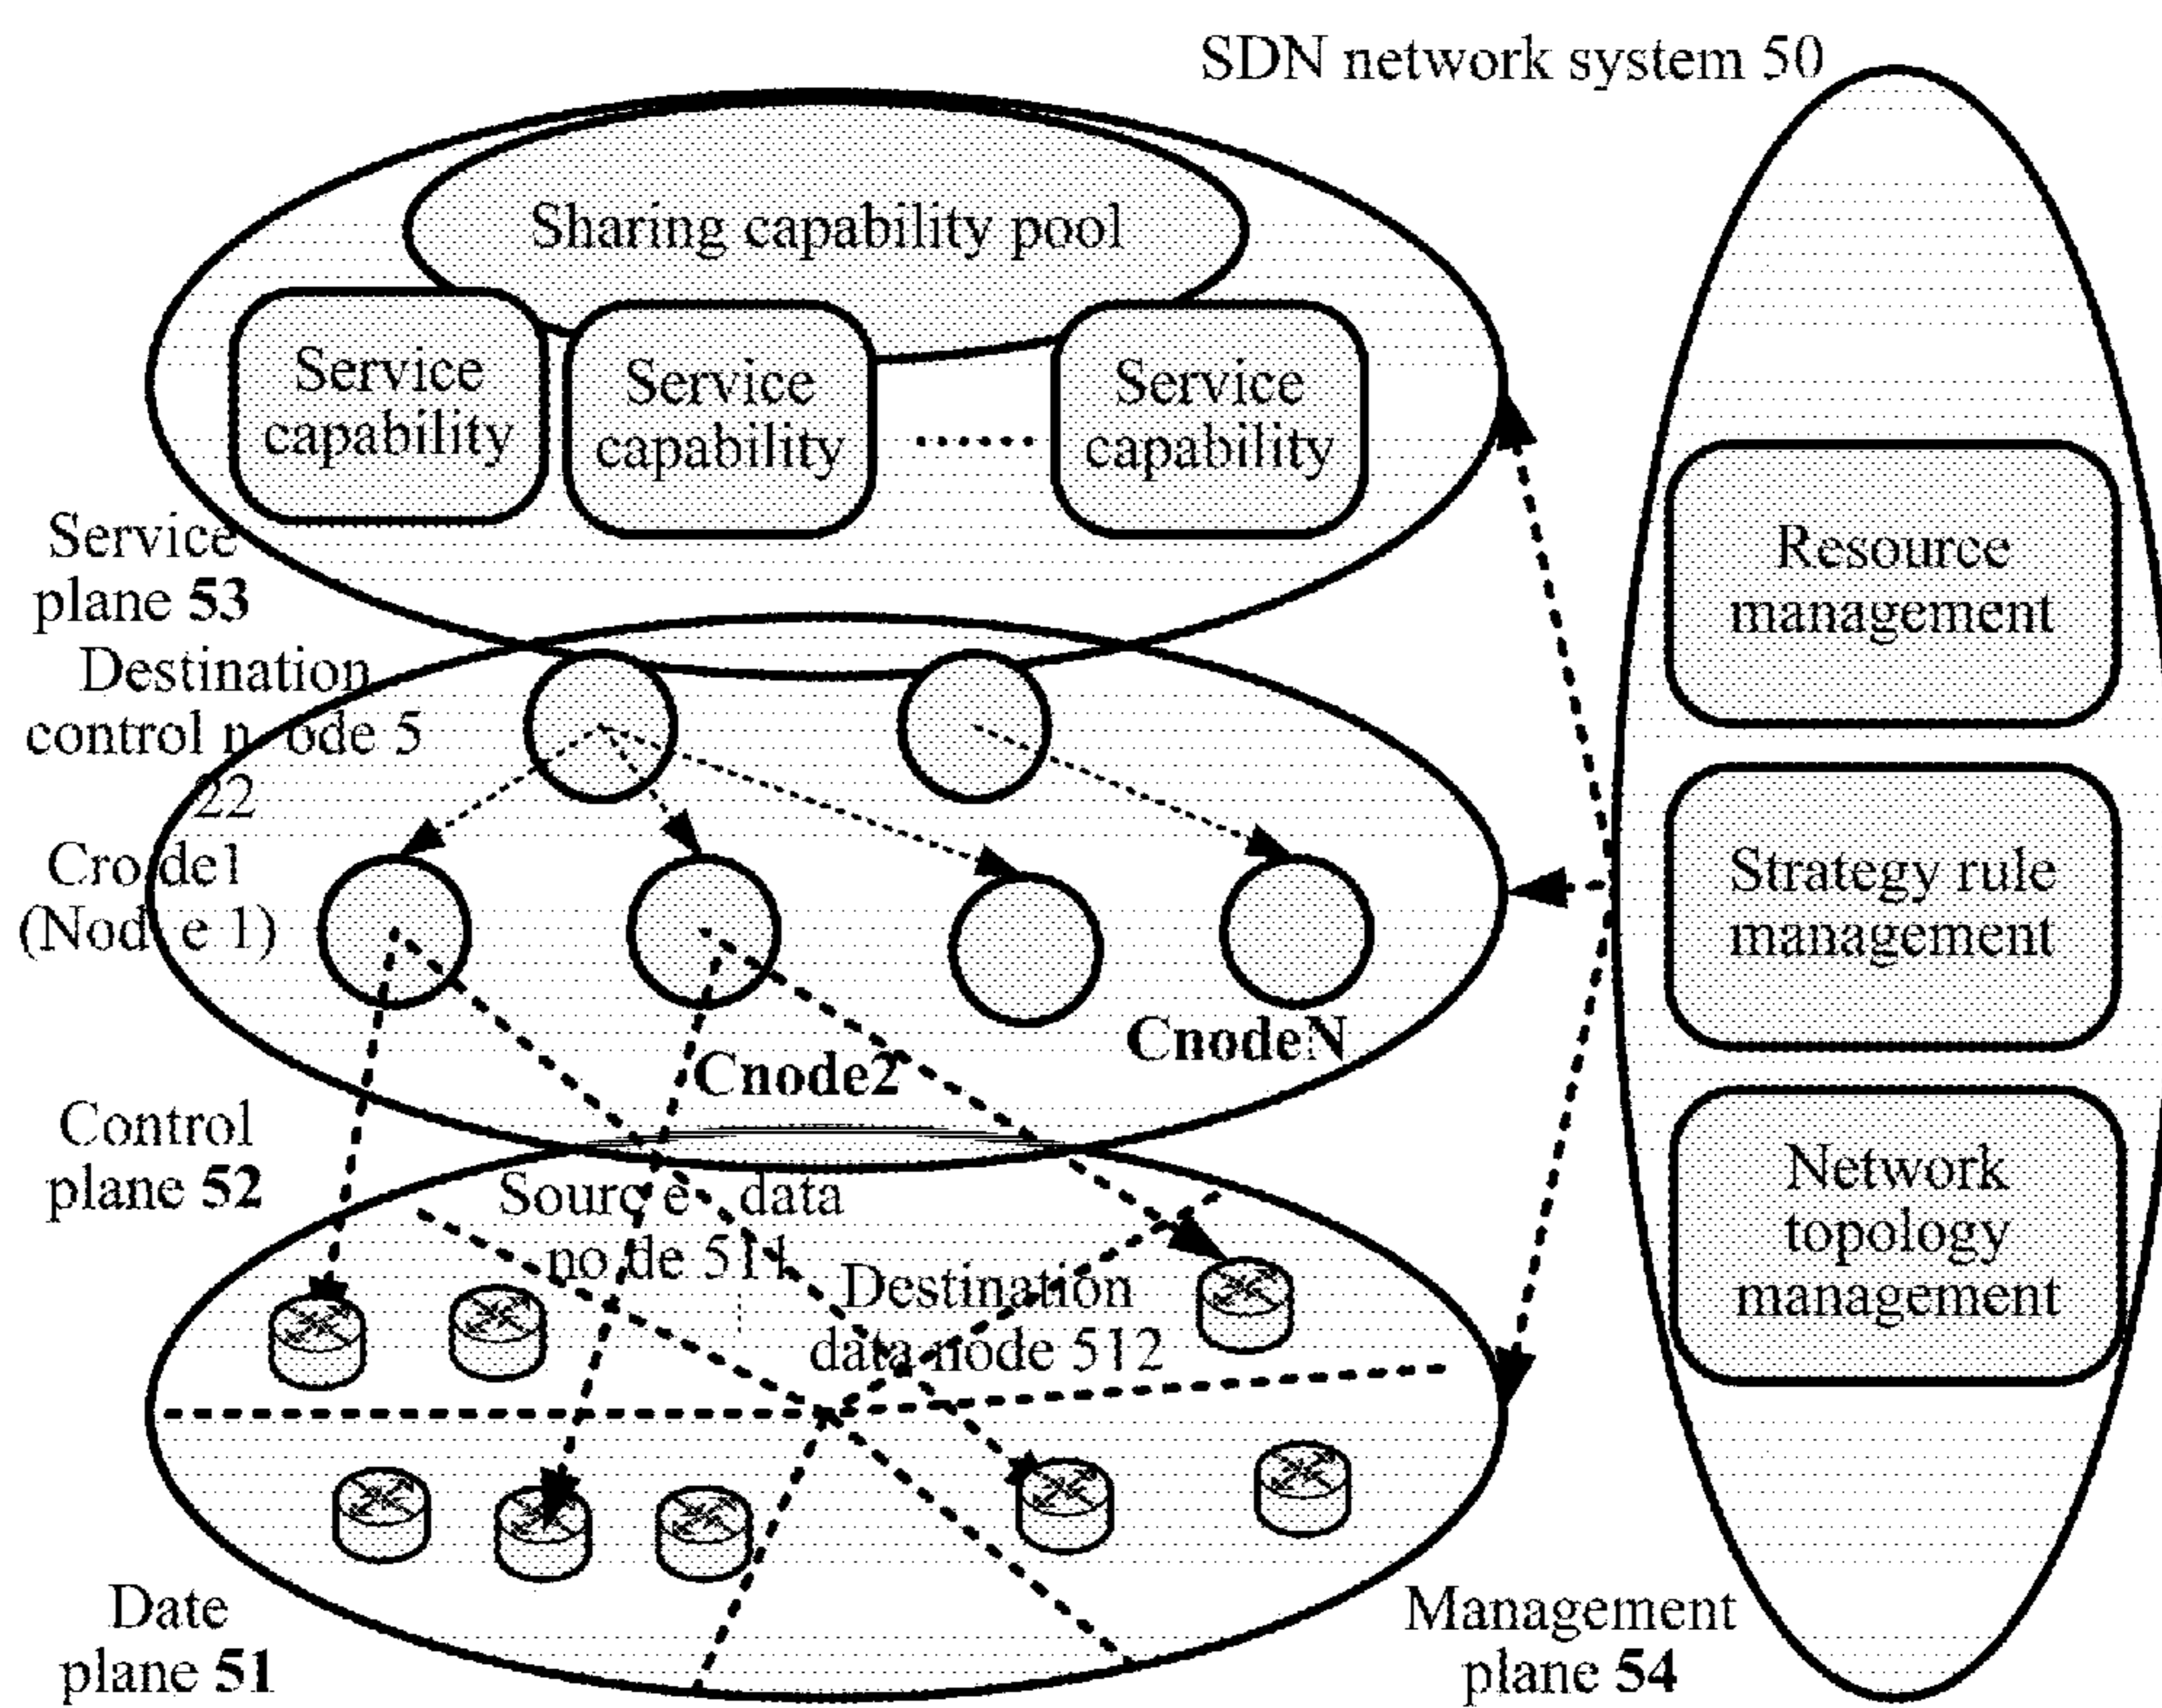 SDN network system 50
Sharing capability pool
Service
capability
Service
capability
......
Service
capability
Service
plane 53
Destination
control n ode 5
22
Cnode1
(Nod e 1)
Cnode2
CnodeN
Control
plane 52
Sourc e data
no de 511
Destination
data node 512
Date
plane 51
Resource
management
Strategy rule
management
Network
topology
management
Management
plane 54